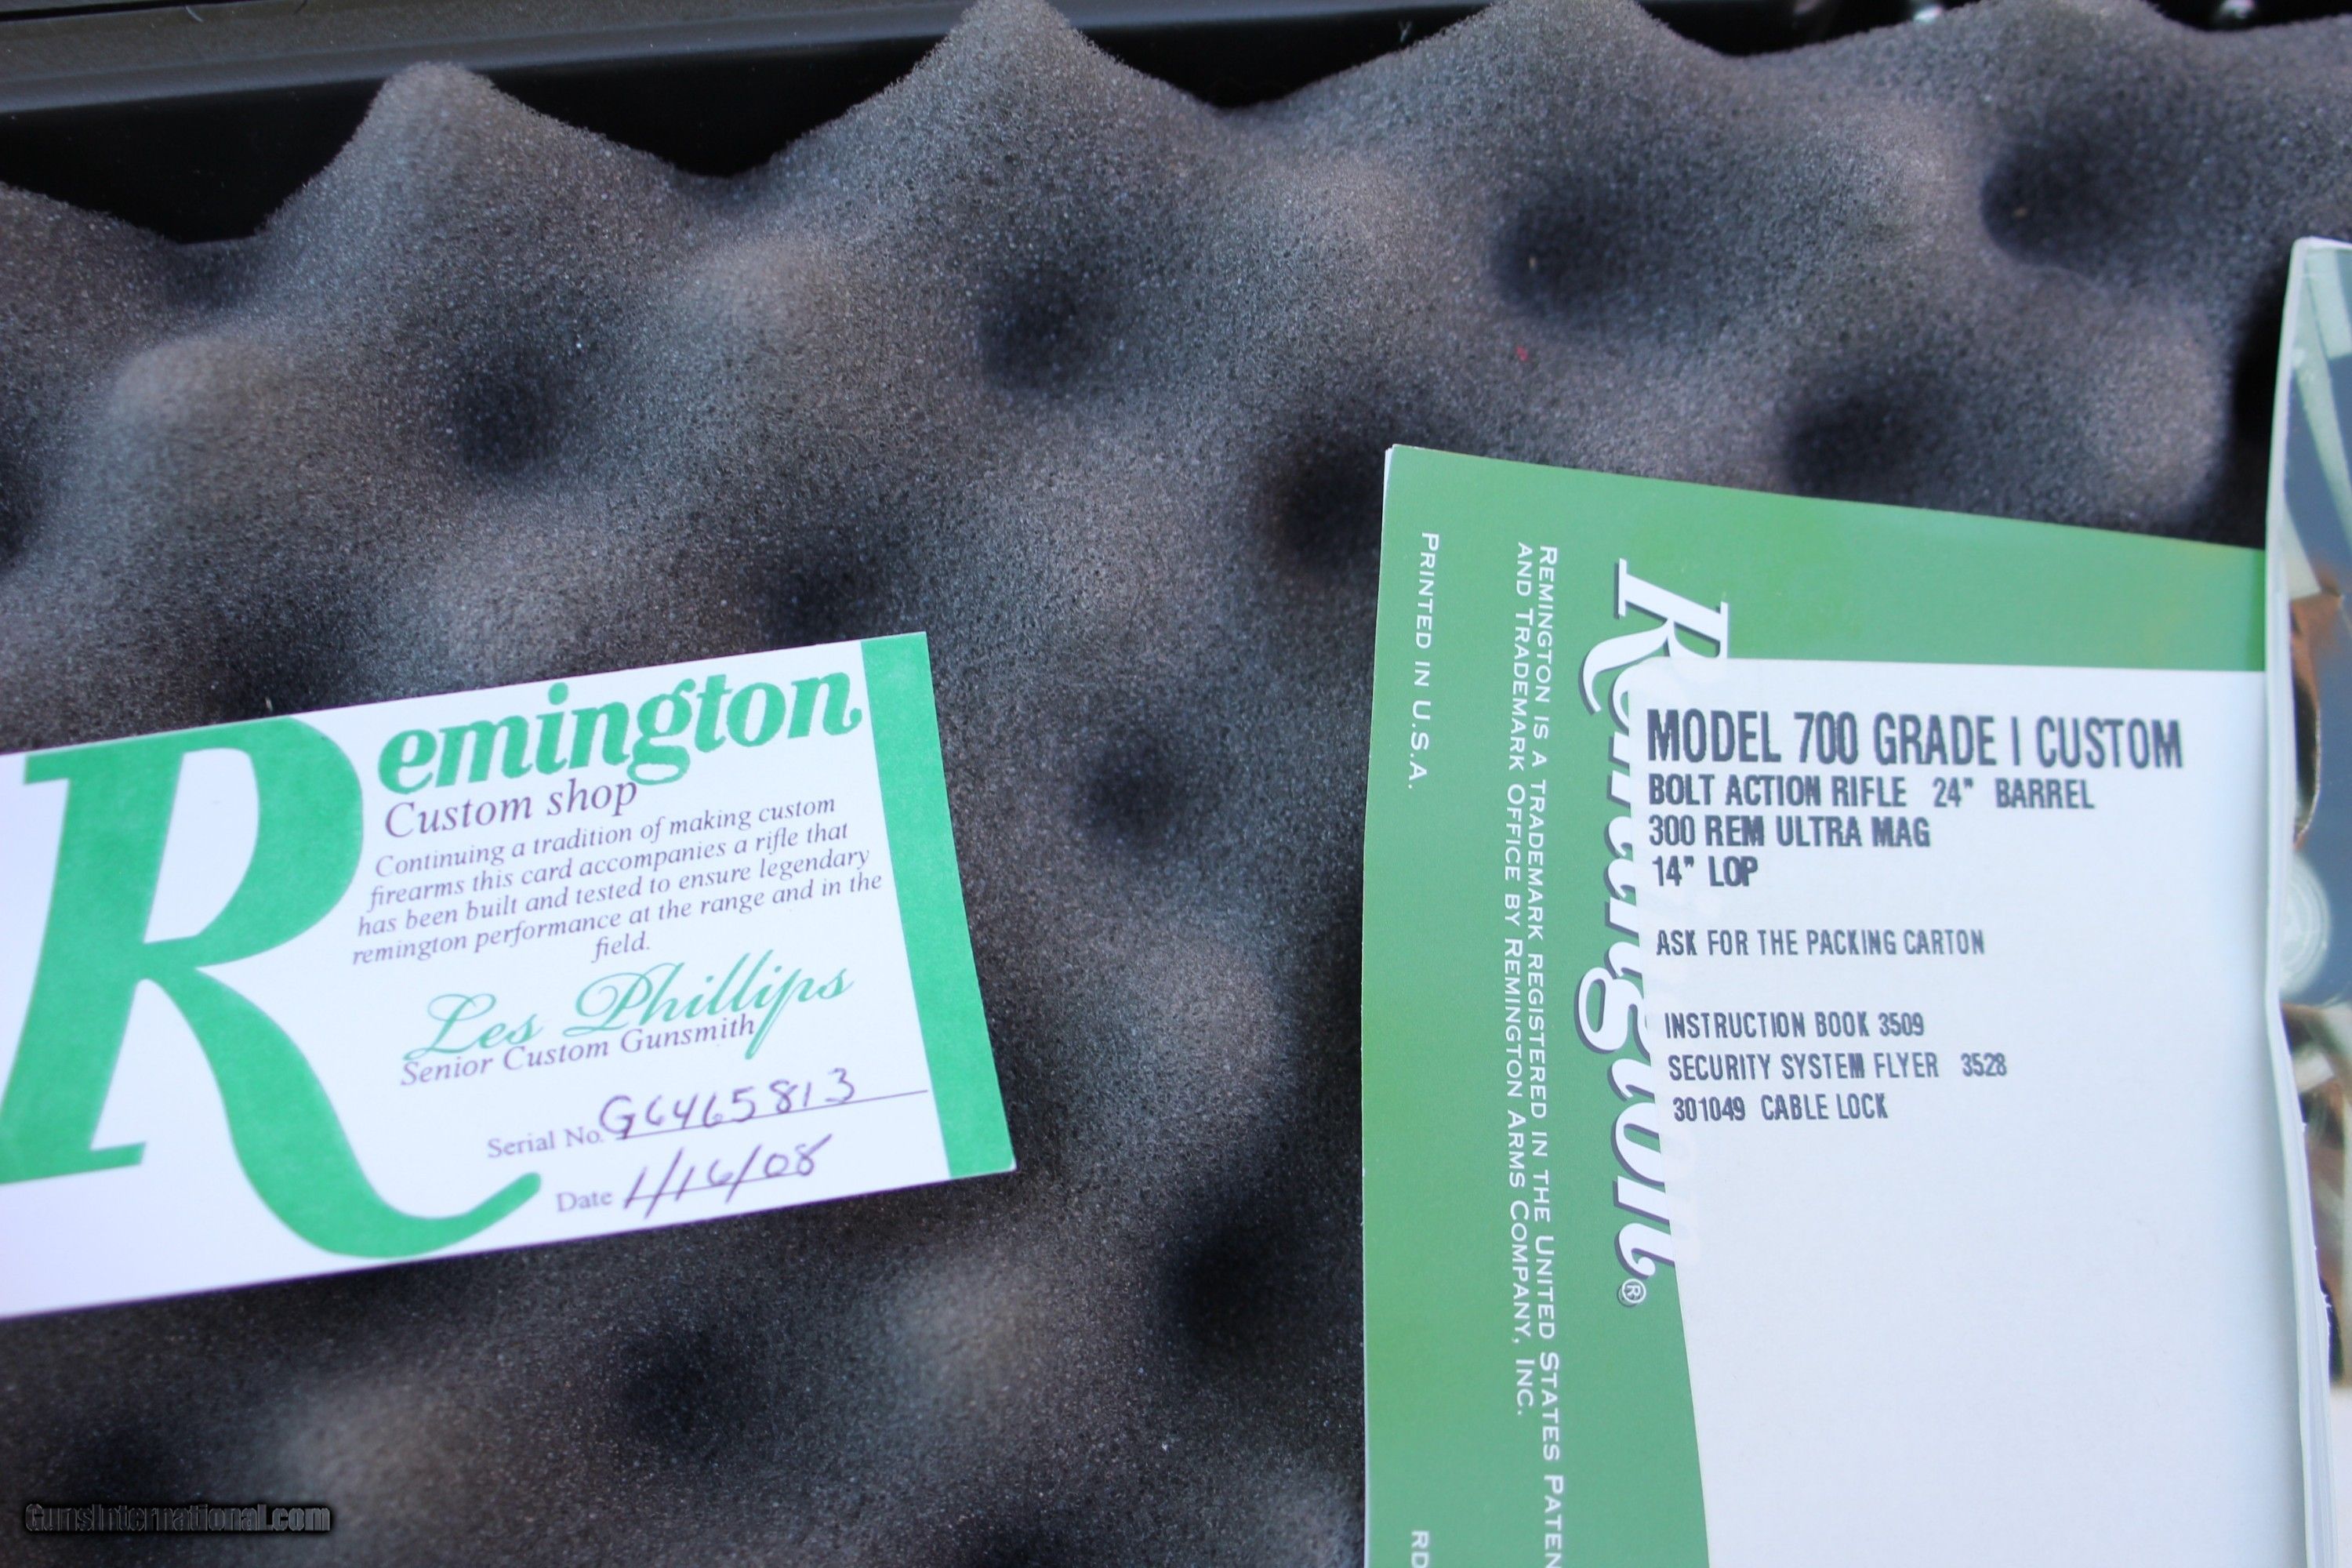 Remington
Custom shop
Continuing a tradition of making custom
firearms this card accompanies a rifle that
has been built and tested to ensure legendary
remington performance at the range and in the
field.
Les Phillips
Senior Custom Gunsmith
Serial No. G6465813
Date 1/16/08
PRINTED IN U.S.A.
REMINGTON IS A TRADEMARK REGISTERED IN THE UNITED STATES PATEN
AND TRADEMARK OFFICE BY REMINGTON ARMS COMPANY, INC.
Remington®
MODEL 700 GRADE I CUSTOM
BOLT ACTION RIFLE 24" BARREL
300 REM ULTRA MAG
14" LOP
ASK FOR THE PACKING CARTON
INSTRUCTION BOOK 3509
SECURITY SYSTEM FLYER 3528
301049 CABLE LOCK
RD
GunsInternational.com